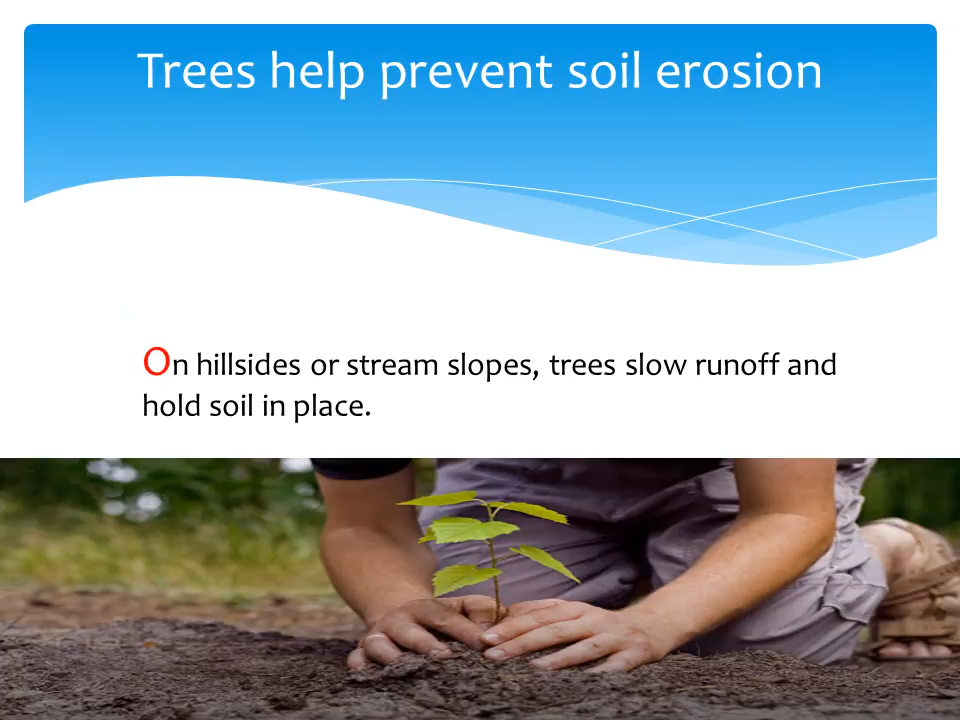 Trees help prevent soil erosion
On hillsides or stream slopes, trees slow runoff and
hold soil in place.